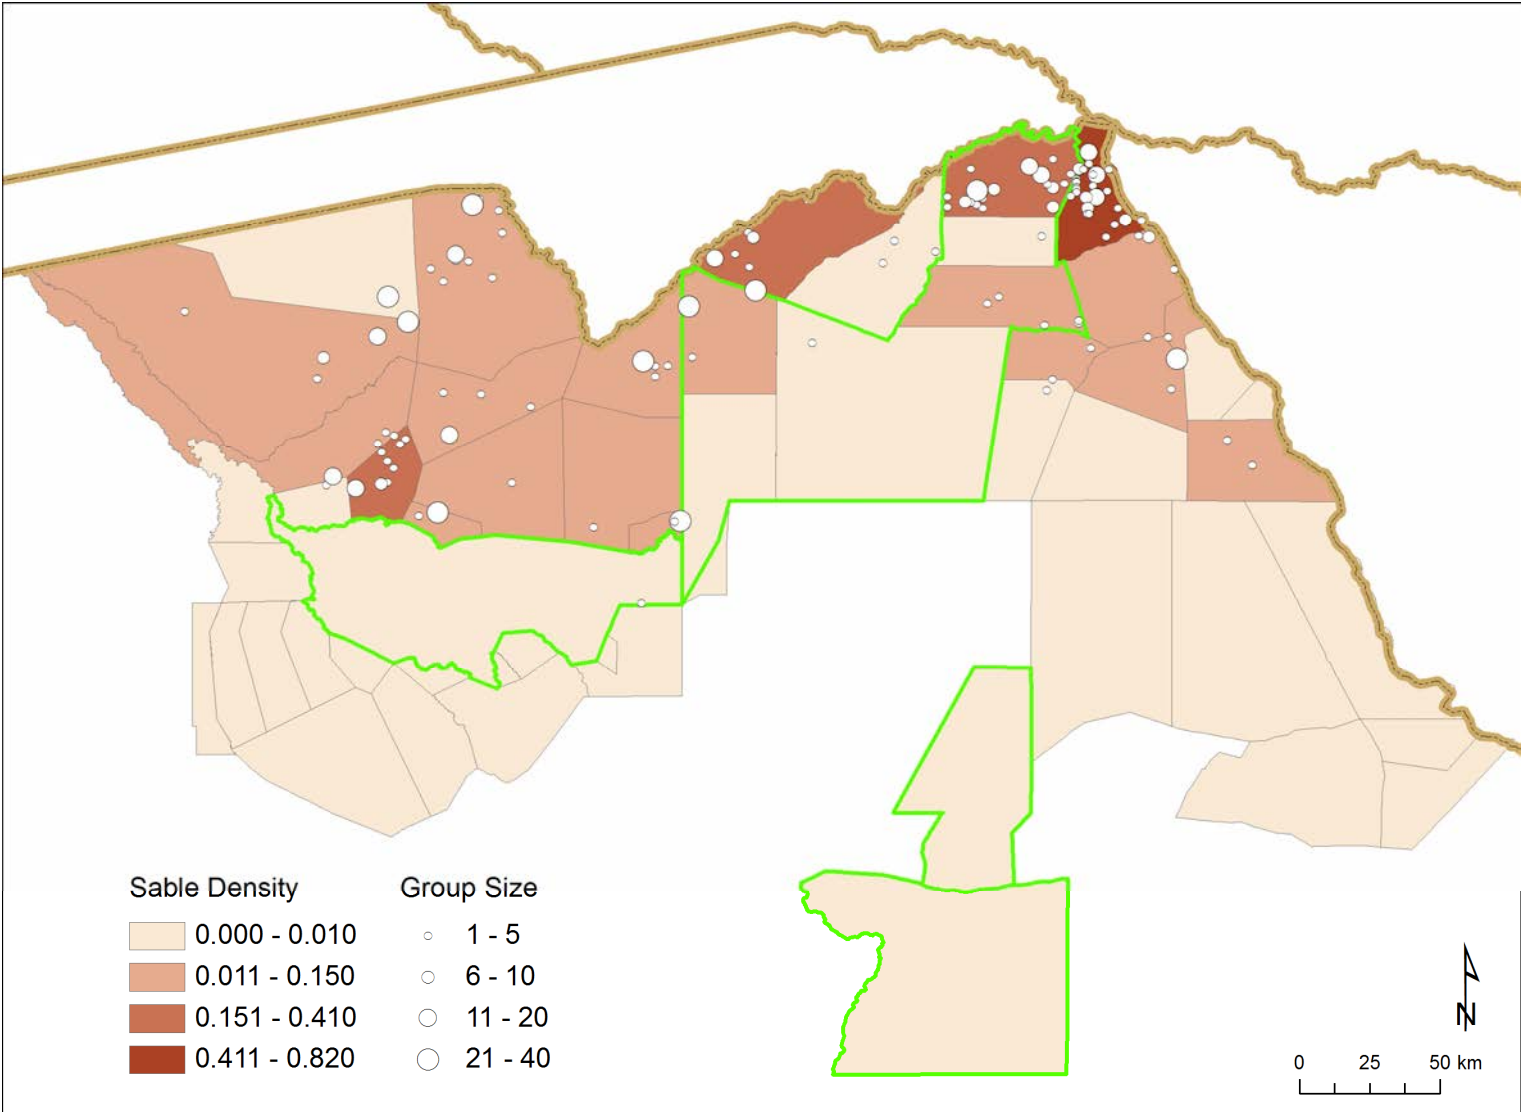 Sable Density Group Size
0.000 - 0.010 1 - 5
0.011 - 0.150 6 - 10
0.151 - 0.410 11 - 20
0.411 - 0.820 21 - 40
N
0 25 50 km